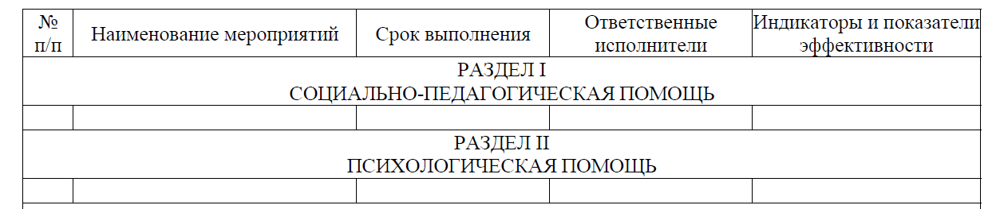 № п/п Наименование мероприятий Срок выполнения Ответственные исполнители Индикаторы и показатели эффективности
РАЗДЕЛ I
СОЦИАЛЬНО-ПЕДАГОГИЧЕСКАЯ ПОМОЩЬ
РАЗДЕЛ II
ПСИХОЛОГИЧЕСКАЯ ПОМОЩЬ